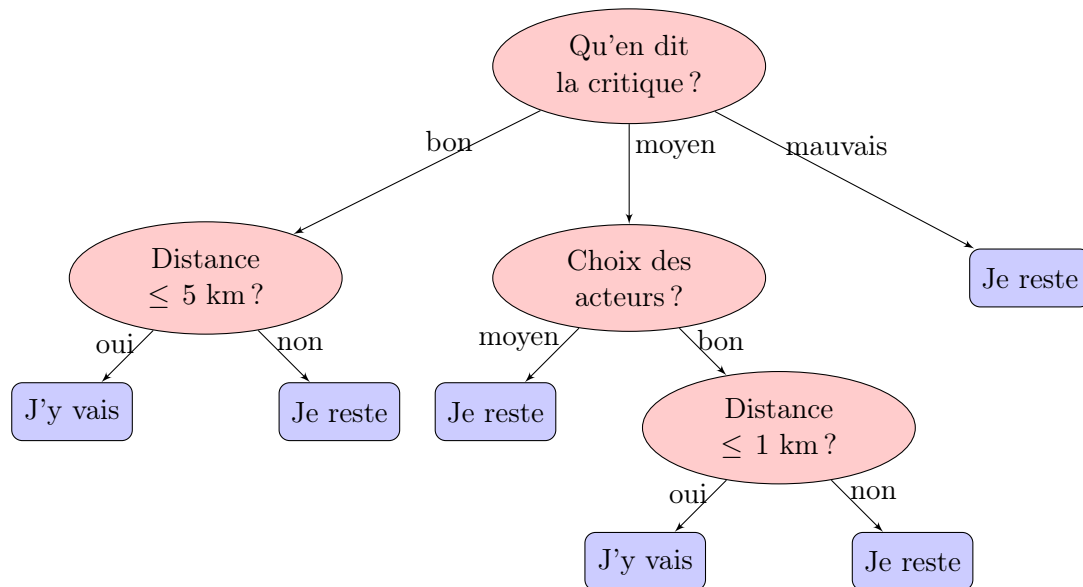 Qu'en dit
la critique ?
bon
moyen
mauvais
Distance
≤ 5 km ?
Choix des
acteurs ?
Je reste
oui
non
moyen
bon
J'y vais
Je reste
Je reste
Distance
≤ 1 km ?
oui
non
J'y vais
Je reste